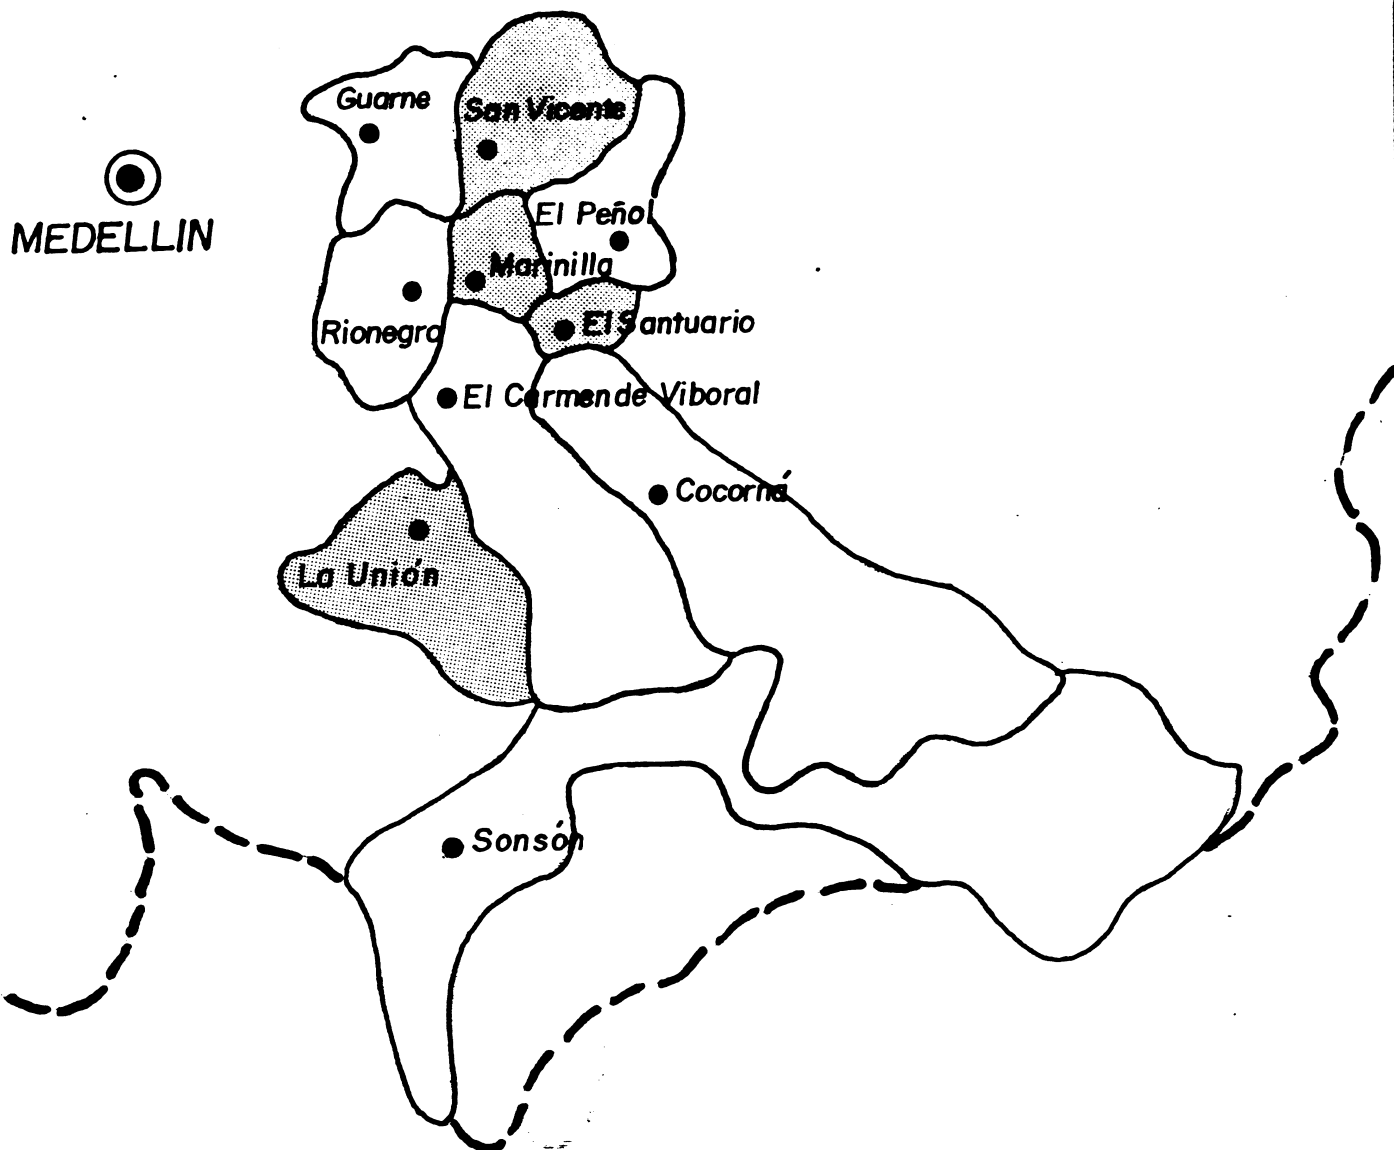 Guarne
San Vicente
MEDELLIN
El Peñol
Marinilla
Rionegro
El Santuario
El Carmen de Viboral
Cocorná
La Unión
Sonsón